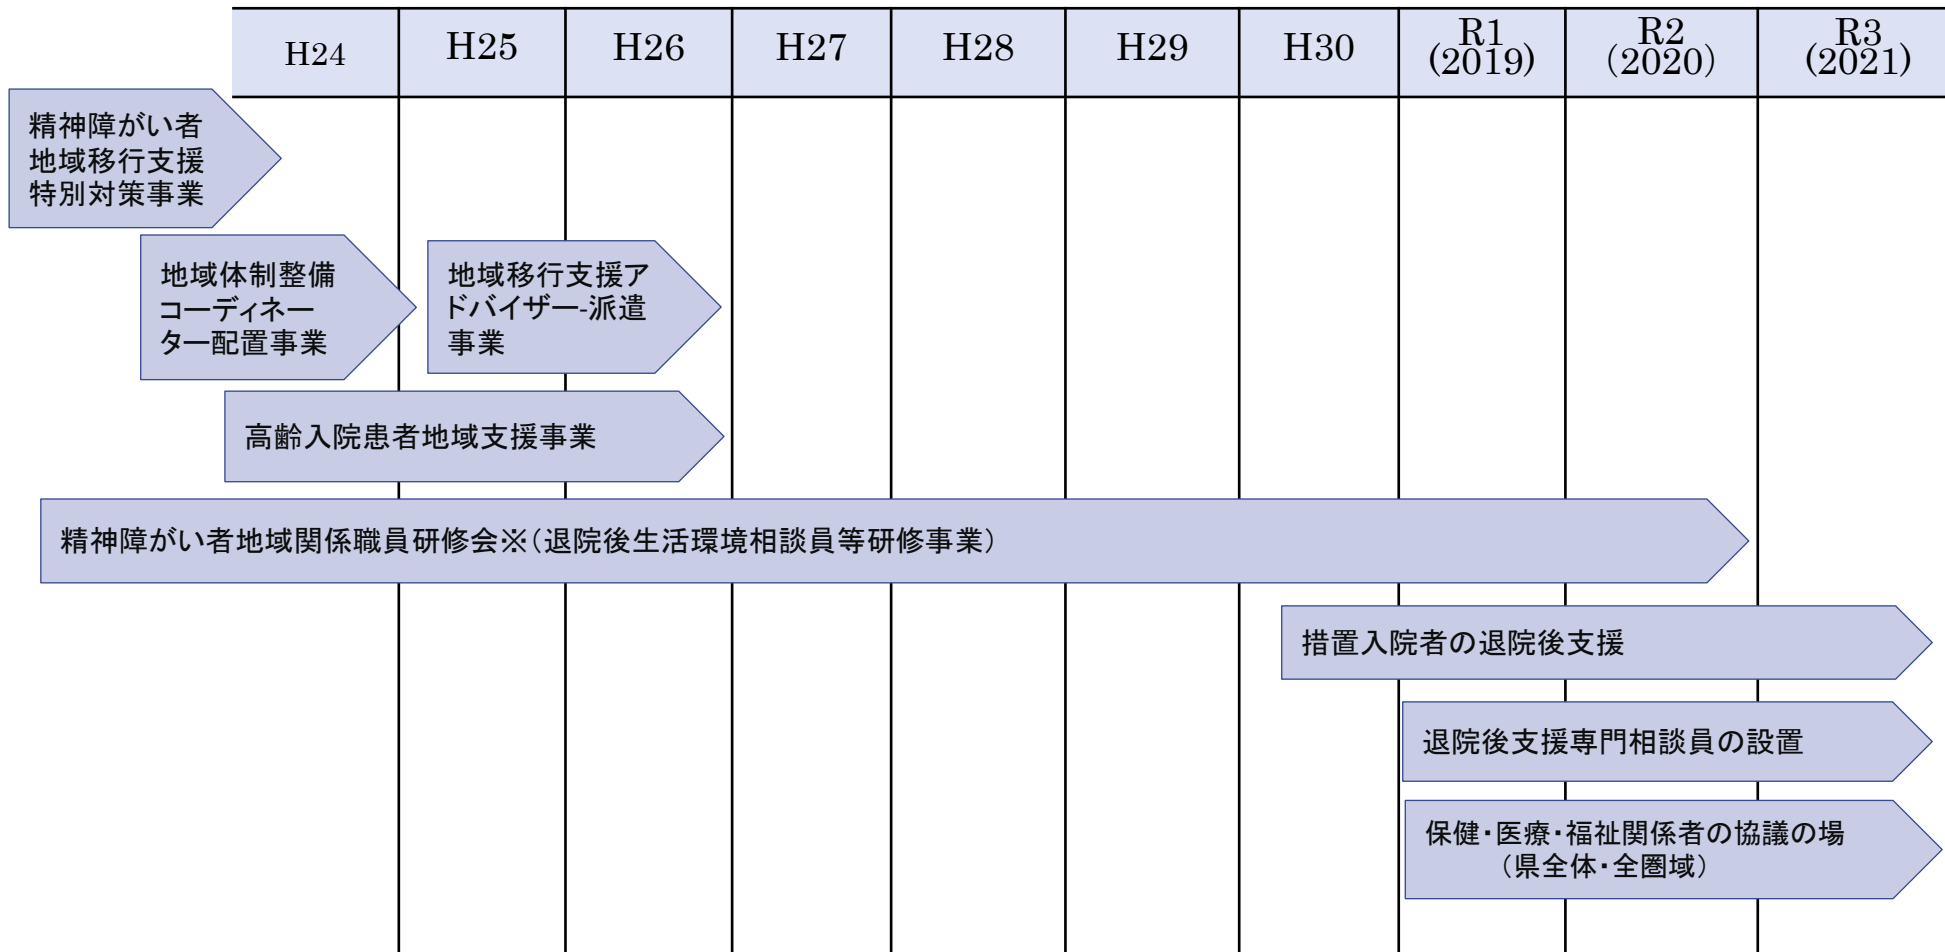 H24
H25
H26
H27
H28
H29
H30
R1
(2019)
R2
（2020）
R3
(2021)
精神障がい者
地域移行支援
特別対策事業
地域体制整備
コーディネー
ター配置事業
地域移行支援ア
ドバイザー-派遣
事業
高齢入院患者地域支援事業
精神障がい者地域関係職員研修会※（退院後生活環境相談員等研修事業）
措置入院者の退院後支援
退院後支援専門相談員の設置
保健・医療・福祉関係者の協議の場
（県全体・全圏域）